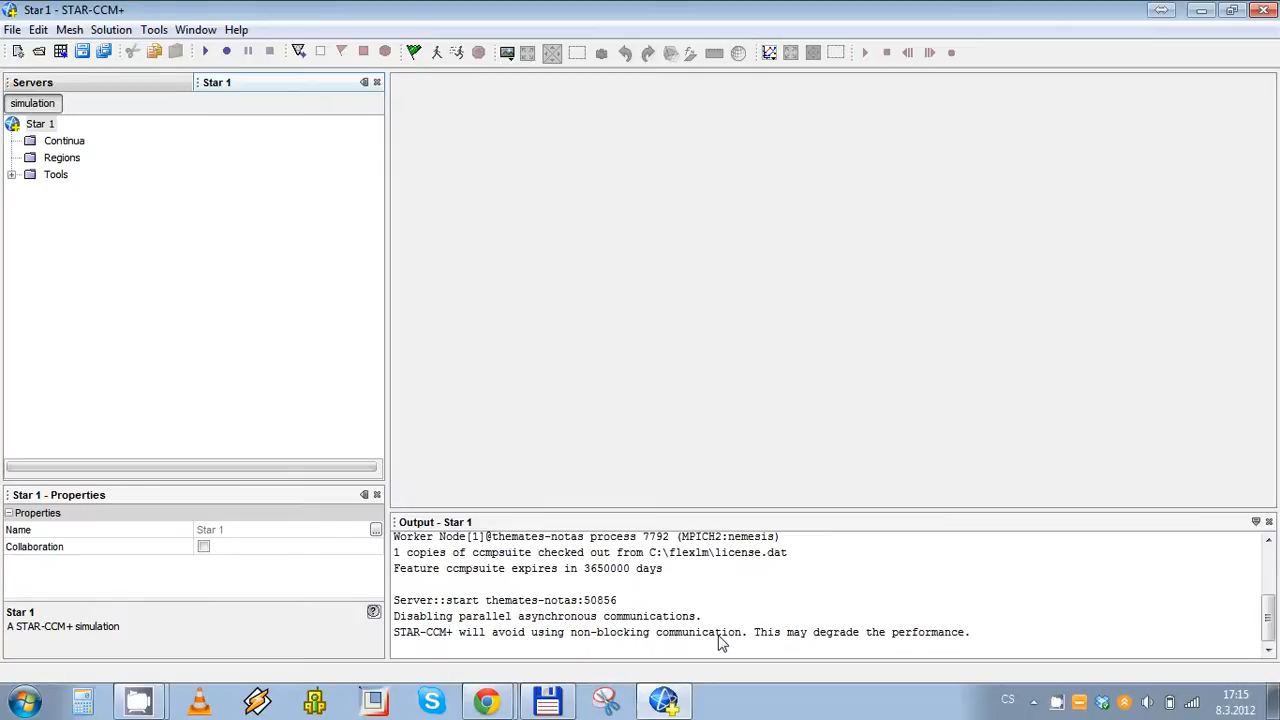 Star 1 - STAR-CCM+
File Edit Mesh Solution Tools Window Help
Servers
Star 1
simulation
Star 1
Continua
Regions
Tools
Star 1 - Properties
Properties
Name Star 1 ...
Collaboration
Star 1
A STAR-CCM+ simulation
Output - Star 1
Worker Node[1]@themates-notas process 7792 (MPICH2:nemesis)
1 copies of ccmpsuite checked out from C:\flexlm\license.dat
Feature ccmpsuite expires in 3650000 days
Server::start themates-notas:50856
Disabling parallel asynchronous communications.
STAR-CCM+ will avoid using non-blocking communication. This may degrade the performance.
CS
17:15
8.3.2012